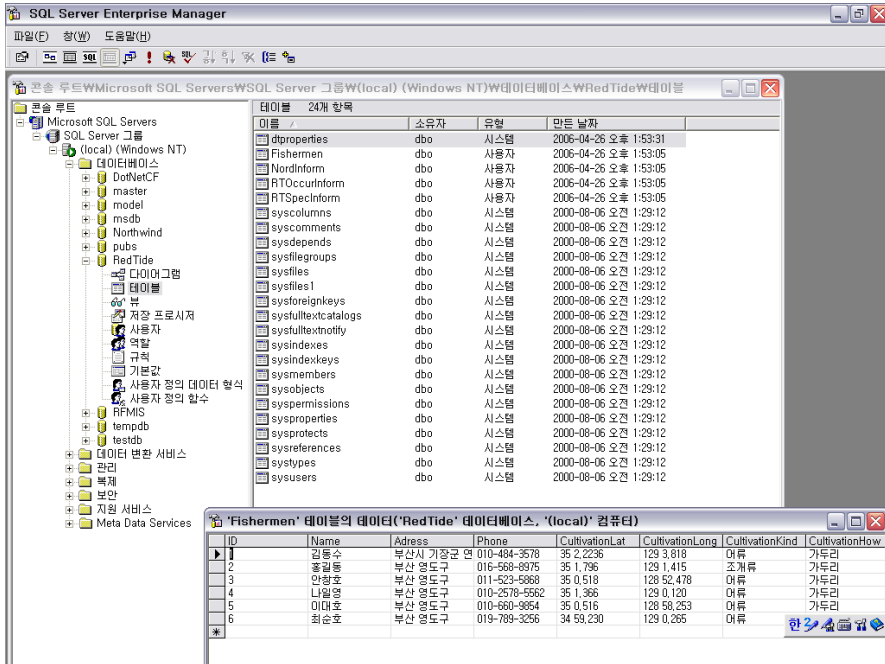 SQL Server Enterprise Manager
파일(F) 창(W) 도움말(H)
콘솔 루트₩Microsoft SQL Servers₩SQL Server 그룹₩(local) (Windows NT)₩데이터베이스₩RedTide₩테이블
콘솔 루트
Microsoft SQL Servers
SQL Server 그룹
(local) (Windows NT)
데이터베이스
DotNetCF
master
model
msdb
Northwind
pubs
RedTide
다이어그램
테이블
뷰
저장 프로시저
사용자
역할
규칙
기본값
사용자 정의 데이터 형식
사용자 정의 함수
RFMIS
tempdb
testdb
데이터 변환 서비스
관리
복제
보안
지원 서비스
Meta Data Services
테이블 24개 항목
이름 소유자 유형 만든 날짜
dtproperties dbo 시스템 2006-04-26 오후 1:53:31
Fishermen dbo 사용자 2006-04-26 오후 1:53:05
NordInform dbo 사용자 2006-04-26 오후 1:53:05
RTOccurInform dbo 사용자 2006-04-26 오후 1:53:05
RTSpecInform dbo 사용자 2006-04-26 오후 1:53:05
syscolumns dbo 시스템 2000-08-06 오전 1:29:12
syscomments dbo 시스템 2000-08-06 오전 1:29:12
sysdepends dbo 시스템 2000-08-06 오전 1:29:12
sysfilegroups dbo 시스템 2000-08-06 오전 1:29:12
sysfiles dbo 시스템 2000-08-06 오전 1:29:12
sysfiles1 dbo 시스템 2000-08-06 오전 1:29:12
sysforeignkeys dbo 시스템 2000-08-06 오전 1:29:12
sysfulltextcatalogs dbo 시스템 2000-08-06 오전 1:29:12
sysfulltextnotify dbo 시스템 2000-08-06 오전 1:29:12
sysindexes dbo 시스템 2000-08-06 오전 1:29:12
sysindexkeys dbo 시스템 2000-08-06 오전 1:29:12
sysmembers dbo 시스템 2000-08-06 오전 1:29:12
sysobjects dbo 시스템 2000-08-06 오전 1:29:12
syspermissions dbo 시스템 2000-08-06 오전 1:29:12
sysproperties dbo 시스템 2000-08-06 오전 1:29:12
sysprotects dbo 시스템 2000-08-06 오전 1:29:12
sysreferences dbo 시스템 2000-08-06 오전 1:29:12
systypes dbo 시스템 2000-08-06 오전 1:29:12
sysusers dbo 시스템 2000-08-06 오전 1:29:12
'Fishermen' 테이블의 데이터('RedTide' 데이터베이스, '(local)' 컴퓨터)
ID Name Adress Phone CultivationLat CultivationLong CultivationKind CultivationHow
1 김동수 부산시 기장군 연 010-484-3578 35 2,2236 129 3,818 어류 가두리
2 홍길동 부산 영도구 016-568-8975 35 1,796 129 1,415 조개류 가두리
3 안창호 부산 영도구 011-523-5868 35 0,518 128 52,478 어류 가두리
4 나일영 부산 영도구 010-2578-5562 35 1,366 129 0,120 어류 가두리
5 이대호 부산 영도구 010-660-9854 35 0,516 128 58,253 어류 가두리
6 최순호 부산 영도구 019-789-3256 34 59,230 129 0,265 어류
한